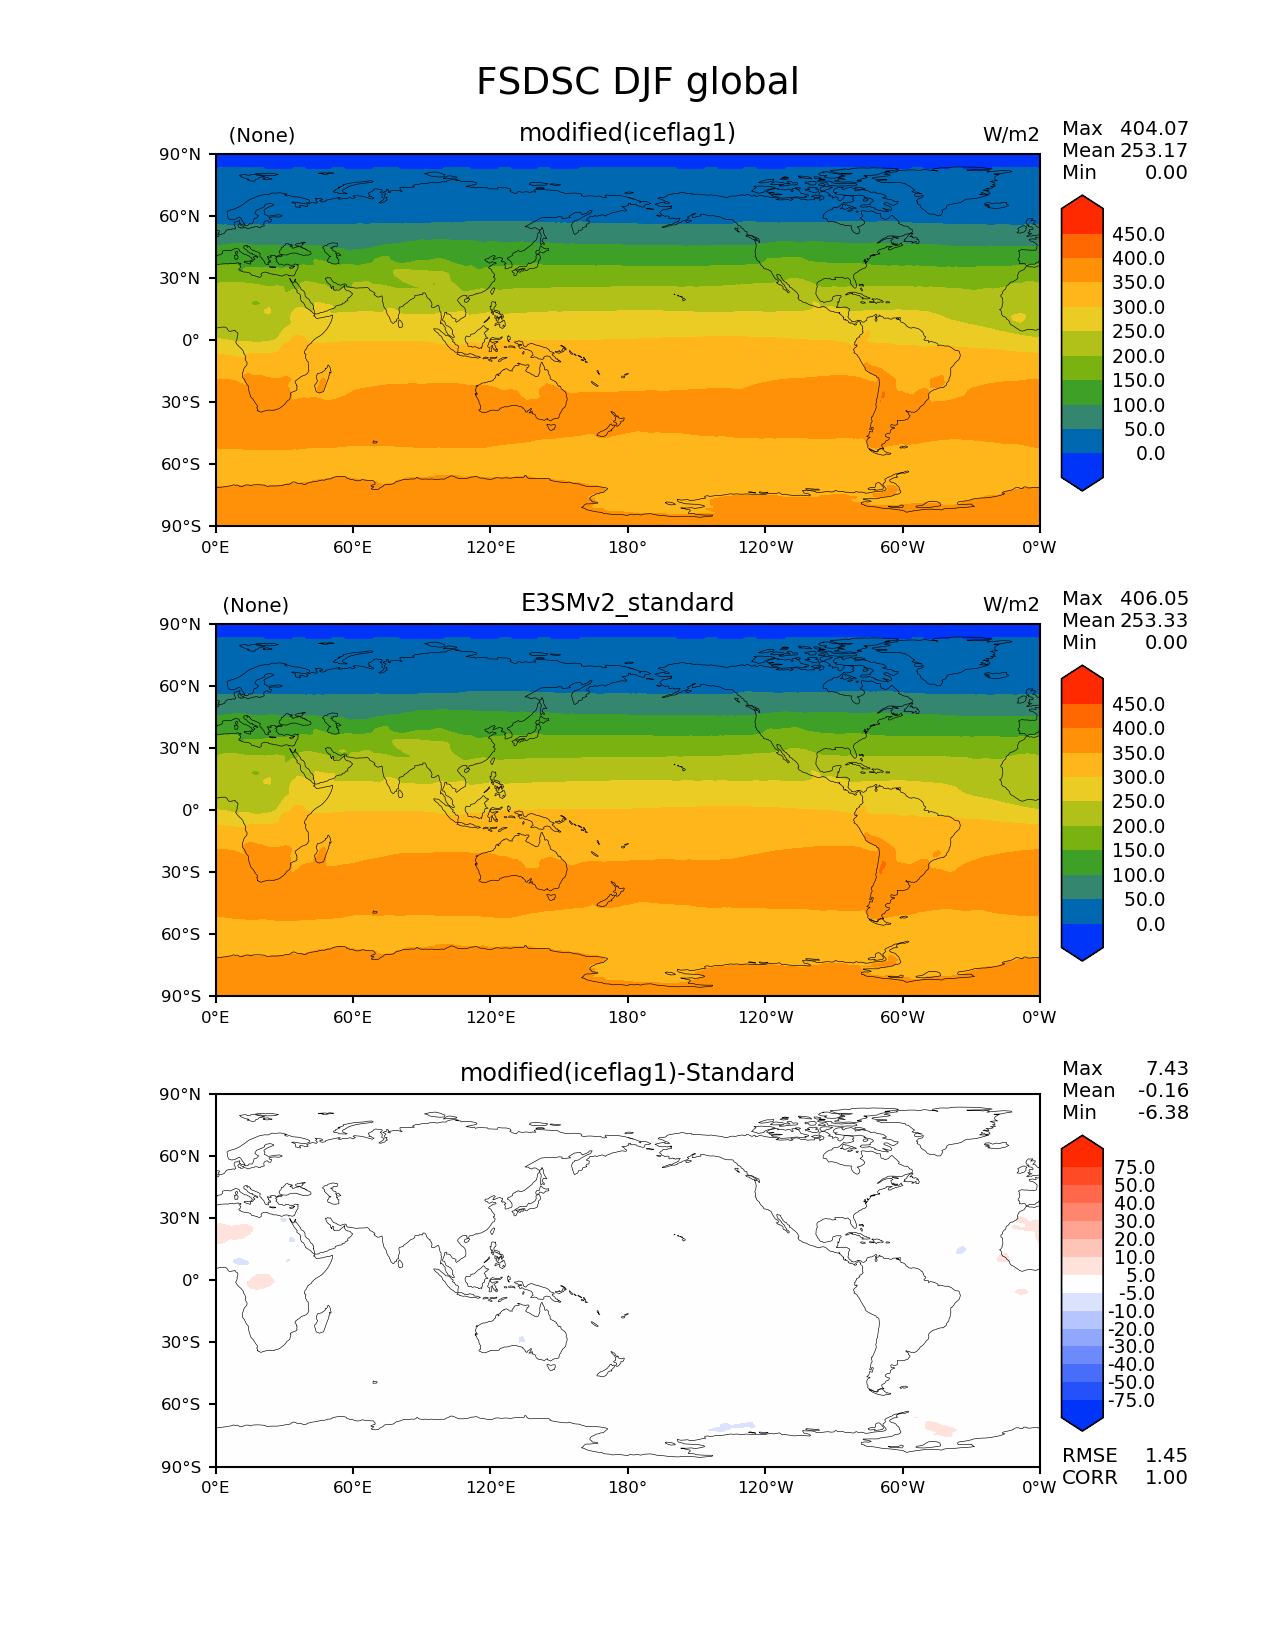 FSDSC DJF global
(None) modified(iceflag1) W/m2
Max 404.07
Mean 253.17
Min 0.00
90°N
60°N
30°N
0°
30°S
60°S
90°S
0°E 60°E 120°E 180° 120°W 60°W 0°W
450.0
400.0
350.0
300.0
250.0
200.0
150.0
100.0
50.0
0.0
(None) E3SMv2_standard W/m2
Max 406.05
Mean 253.33
Min 0.00
90°N
60°N
30°N
0°
30°S
60°S
90°S
0°E 60°E 120°E 180° 120°W 60°W 0°W
450.0
400.0
350.0
300.0
250.0
200.0
150.0
100.0
50.0
0.0
modified(iceflag1)-Standard
Max 7.43
Mean -0.16
Min -6.38
90°N
60°N
30°N
0°
30°S
60°S
90°S
0°E 60°E 120°E 180° 120°W 60°W 0°W
75.0
50.0
40.0
30.0
20.0
10.0
5.0
-5.0
-10.0
-20.0
-30.0
-40.0
-50.0
-75.0
RMSE 1.45
CORR 1.00